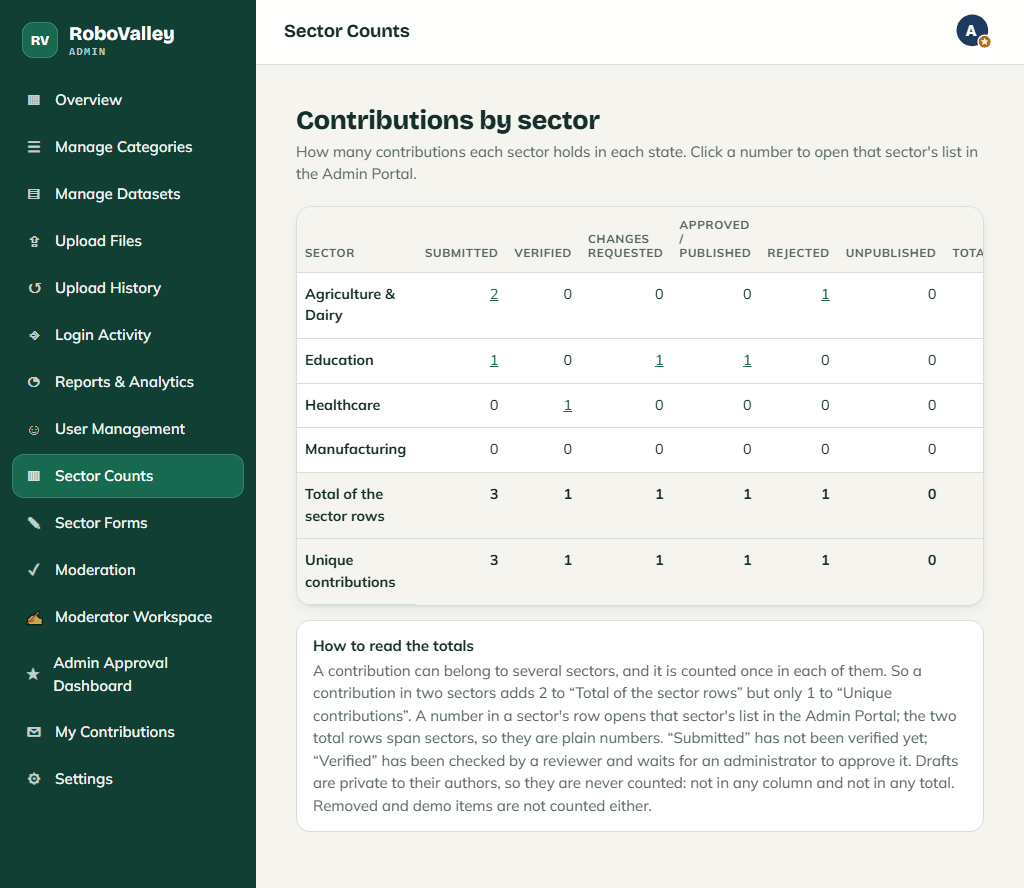 RV
RoboValley
ADMIN
Overview
Manage Categories
Manage Datasets
Upload Files
Upload History
Login Activity
Reports & Analytics
User Management
Sector Counts
Sector Forms
Moderation
Moderator Workspace
Admin Approval
Dashboard
My Contributions
Settings
Sector Counts
A
Contributions by sector
How many contributions each sector holds in each state. Click a number to open that sector's list in
the Admin Portal.
SECTOR SUBMITTED VERIFIED CHANGES REQUESTED APPROVED / PUBLISHED REJECTED UNPUBLISHED TOTA
Agriculture & Dairy 2 0 0 0 1 0
Education 1 0 1 1 0 0
Healthcare 0 1 0 0 0 0
Manufacturing 0 0 0 0 0 0
Total of the sector rows 3 1 1 1 1 0
Unique contributions 3 1 1 1 1 0
How to read the totals
A contribution can belong to several sectors, and it is counted once in each of them. So a
contribution in two sectors adds 2 to “Total of the sector rows” but only 1 to “Unique
contributions”. A number in a sector's row opens that sector's list in the Admin Portal; the two
total rows span sectors, so they are plain numbers. “Submitted” has not been verified yet;
“Verified” has been checked by a reviewer and waits for an administrator to approve it. Drafts
are private to their authors, so they are never counted: not in any column and not in any total.
Removed and demo items are not counted either.